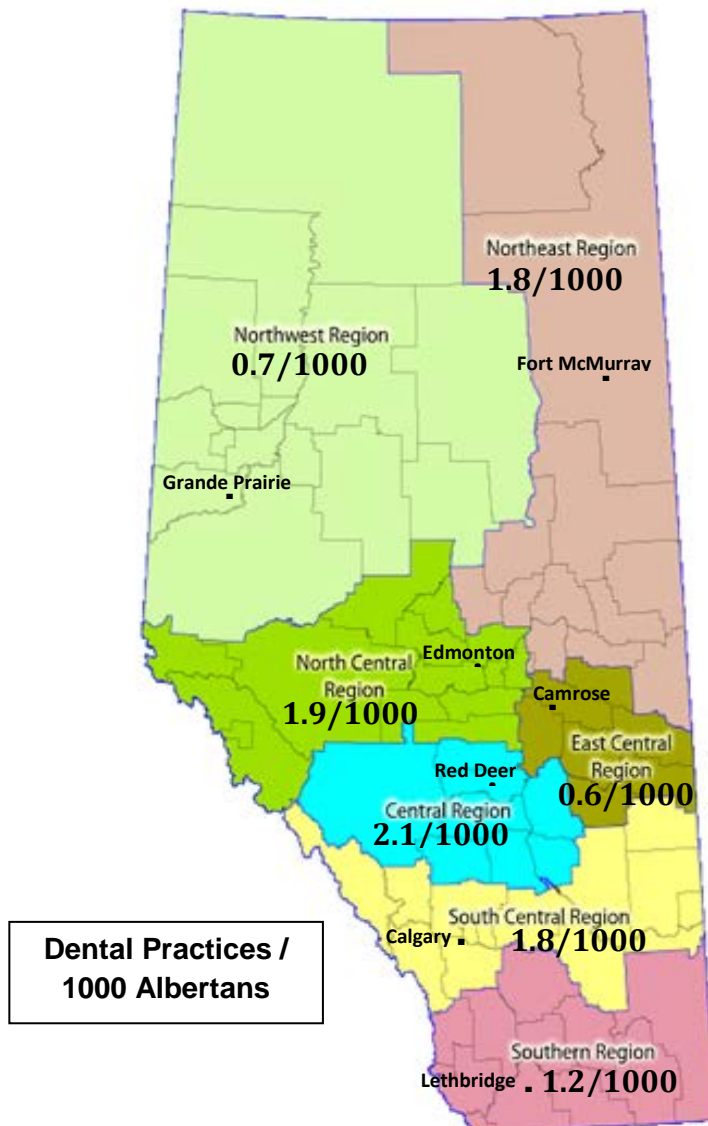 Northeast Region
1.8/1000
Northwest Region
0.7/1000
Fort McMurray
Grande Prairie
Edmonton
North Central
Region
1.9/1000
Camrose
East Central
Region
0.6/1000
Red Deer
Central Region
2.1/1000
South Central Region
Calgary
1.8/1000
Dental Practices /
1000 Albertans
Southern Region
Lethbridge
1.2/1000